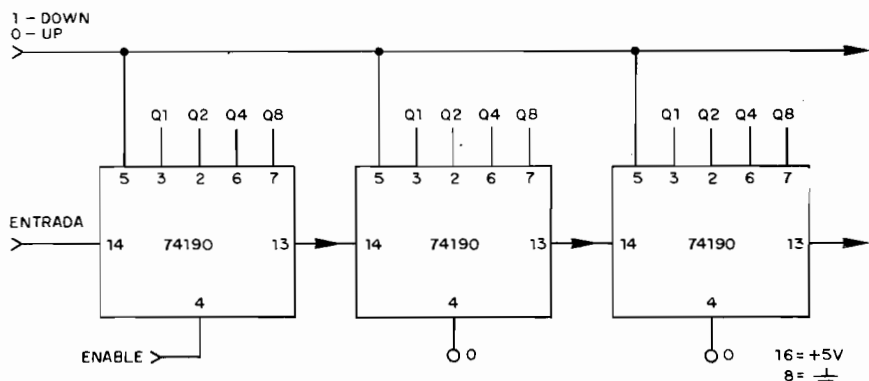 1 - DOWN
0 - UP
Q1 Q2 Q4 Q8
Q1 Q2 Q4 Q8
Q1 Q2 Q4 Q8
5 3 2 6 7
5 3 2 6 7
5 3 2 6 7
ENTRADA
14 74190 13
14 74190 13
14 74190 13
4
4
4
ENABLE
0
0
16 = +5V
8 =